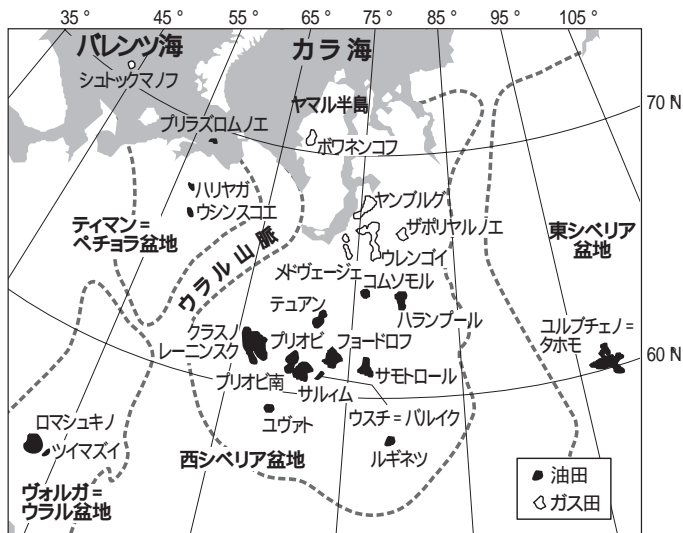 35 ° 45 ° 55 ° 65 ° 75 ° 85 ° 95 ° 105 °
バレンツ海
カラ海
シュトックマノフ
ヤマル半島
70 N
プリラズロムノエ
ボワネンコフ
ハリヤガ
ウシンスコエ
ヤンブルグ
ザポリヤルノエ
ティマン=
ペチョラ盆地
ウラル山脈
東シベリア
盆地
ウレンゴイ
メドヴェージェ
コムソモル
テュアン
ハランプール
ユルブチェノ=
タホモ
クラスノ
レーニンスク
プリオビ
フョードロフ
60 N
プリオビ南
サルィム
サモトロール
ロマシュキノ
ツイマズイ
ユヴァト
ウスチ=バルイク
西シベリア盆地
ルギネツ
ヴォルガ=
ウラル盆地
油田
ガス田